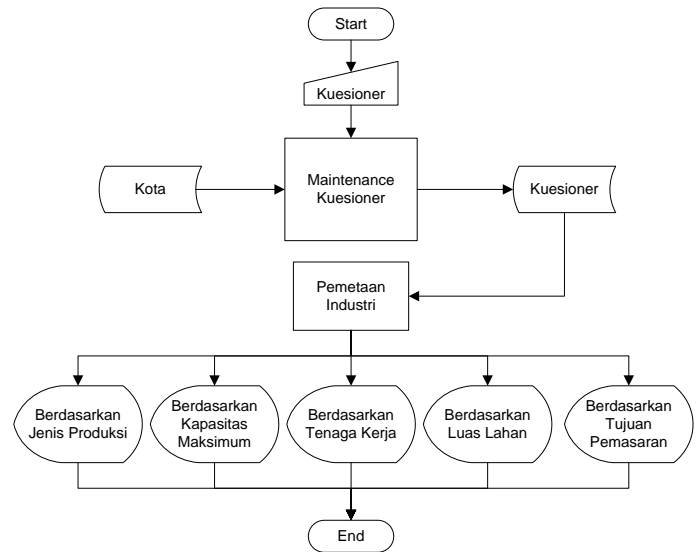 Start
Kuesioner
Kota
Maintenance
Kuesioner
Kuesioner
Pemetaan
Industri
Berdasarkan
Jenis Produksi
Berdasarkan
Kapasitas
Maksimum
Berdasarkan
Tenaga Kerja
Berdasarkan
Luas Lahan
Berdasarkan
Tujuan
Pemasaran
End